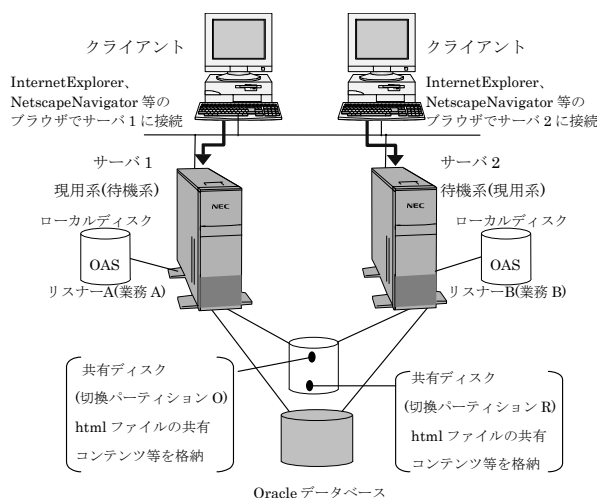 クライアント
クライアント
InternetExplorer、
NetscapeNavigator 等の
ブラウザでサーバ 1 に接続
InternetExplorer、
NetscapeNavigator 等の
ブラウザでサーバ 2 に接続
サーバ 1
現用系(待機系)
サーバ 2
待機系(現用系)
NEC
NEC
ローカルディスク
OAS
リスナーA(業務 A)
ローカルディスク
OAS
リスナーB(業務 B)
共有ディスク
(切換パーティション O)
html ファイルの共有
コンテンツ等を格納
共有ディスク
(切換パーティション R)
html ファイルの共有
コンテンツ等を格納
Oracle データベース